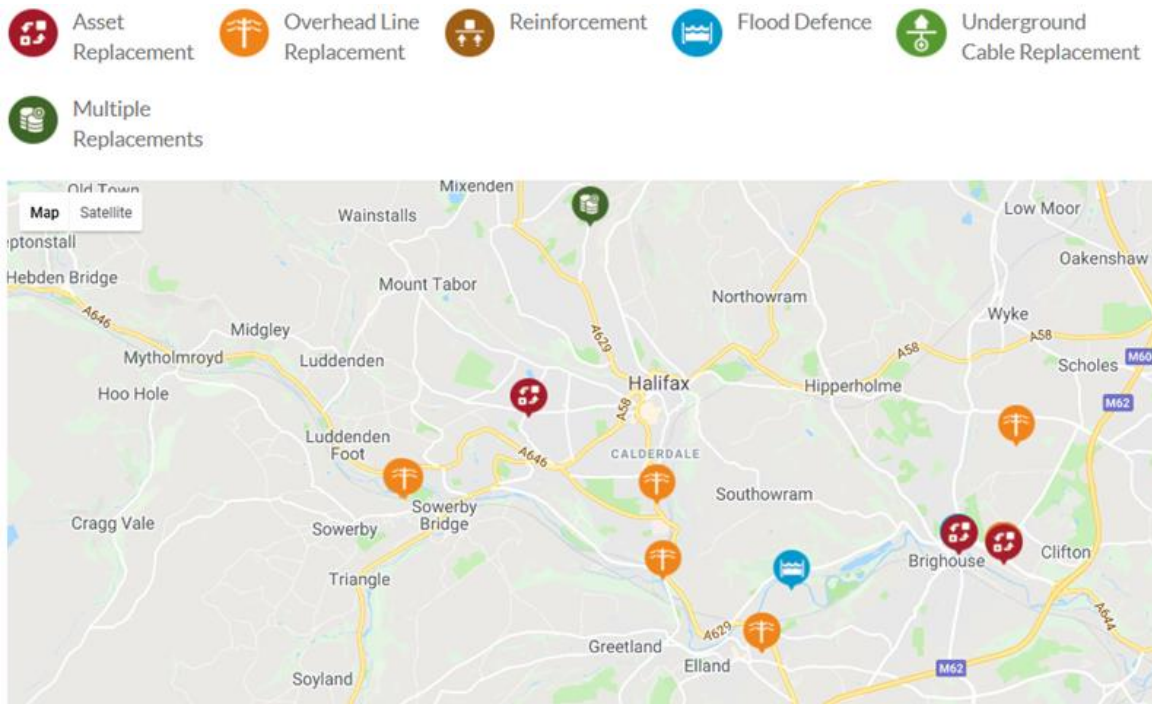 Asset
Replacement
Overhead Line
Replacement
Reinforcement
Flood Defence
Underground
Cable Replacement
Multiple
Replacements
Old Town
Mixenden
Map Satellite
Wainstalls
Low Moor
eptonstall
Oakenshaw
Hebden Bridge
Mount Tabor
Northowram
A646
Wyke
Midgley
A629
A58
Mytholmroyd
Luddenden
A58
M60
Scholes
Hoo Hole
Halifax
Hipperholme
M62
A58
Luddenden
Foot
A646
CALDERDALE
Southowram
Sowerby
Bridge
Cragg Vale
Sowerby
Brighouse
Clifton
Triangle
A644
A629
Greetland
Elland
M62
Soyland